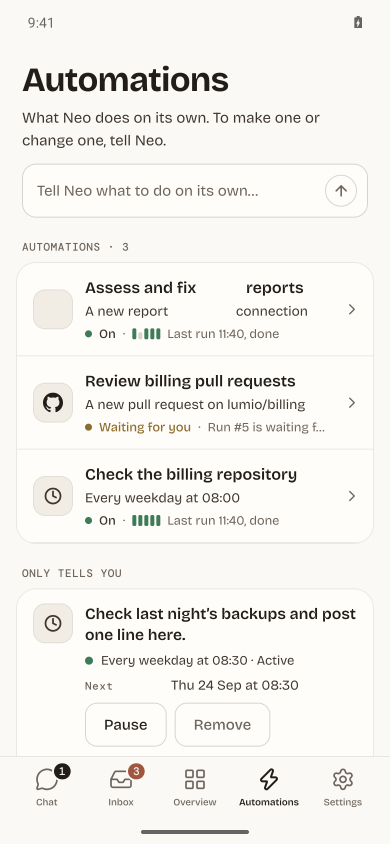 9:41
Automations
What Neo does on its own. To make one or
change one, tell Neo.
Tell Neo what to do on its own...
AUTOMATIONS · 3
Assess and fix reports
A new report connection
On · Last run 11:40, done
Review billing pull requests
A new pull request on lumio/billing
Waiting for you · Run #5 is waiting f...
Check the billing repository
Every weekday at 08:00
On · Last run 11:40, done
ONLY TELLS YOU
Check last night's backups and post
one line here.
Every weekday at 08:30 · Active
Next Thu 24 Sep at 08:30
Pause Remove
1 3
Chat Inbox Overview Automations Settings